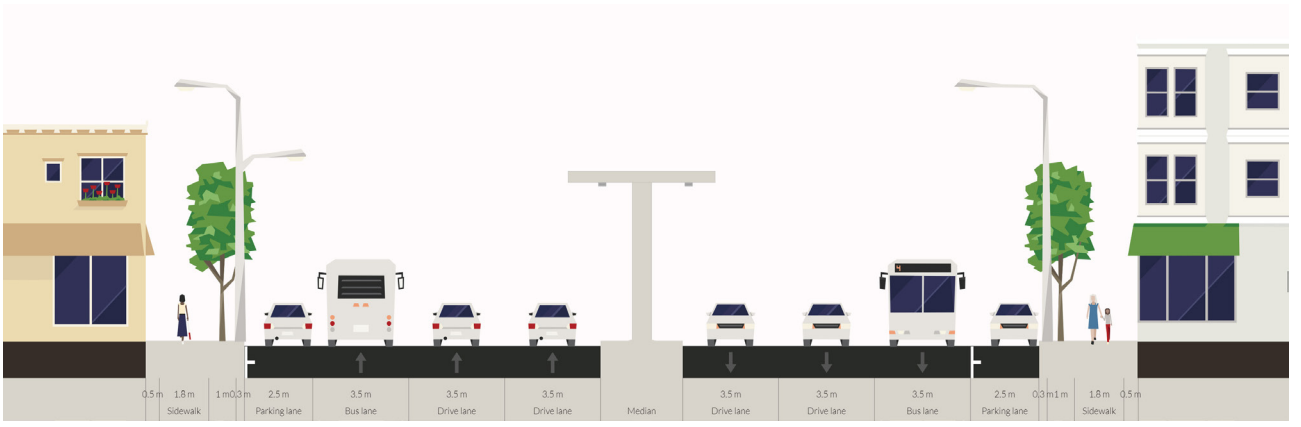 4
0.5 m 1.8 m 1 m 0.3 m 2.5 m 3.5 m 3.5 m 3.5 m 3.5 m 3.5 m 3.5 m 2.5 m 0.3 m 1 m 1.8 m 0.5 m
Sidewalk Parking lane Bus lane Drive lane Drive lane Median Drive lane Drive lane Bus lane Parking lane Sidewalk